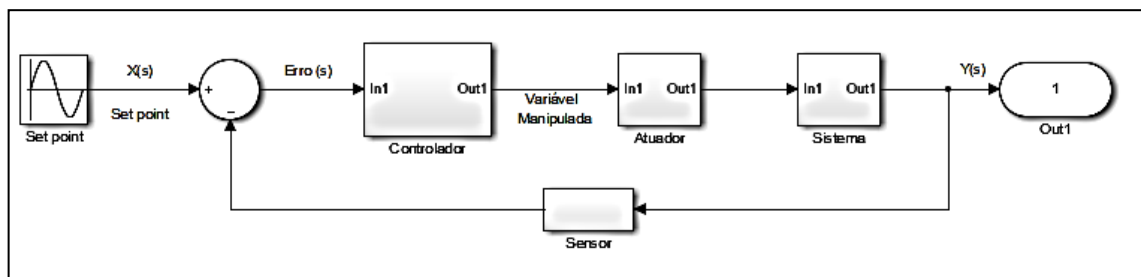 X(s)
Set point
Set point
+
−
Erro (s)
In1
Out1
Controlador
Variável
Manipulada
In1
Out1
Atuador
In1
Out1
Sistema
Y(s)
1
Out1
Sensor